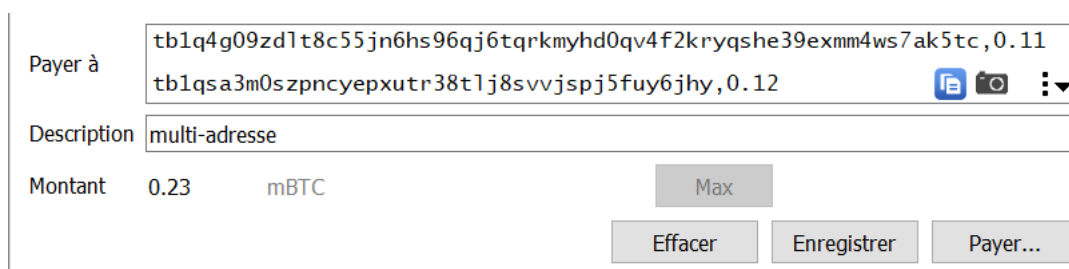 tb1q4g09zdlt8c55jn6hs96qj6tqrkmyhd0qv4f2kryqshe39exmm4ws7ak5tc,0.11
Payer à
tb1qsa3m0szpncyepxutr38tlj8svvjspj5fuy6jhy,0.12
Description multi-adresse
Montant 0.23 mBTC Max
Effacer Enregistrer Payer...